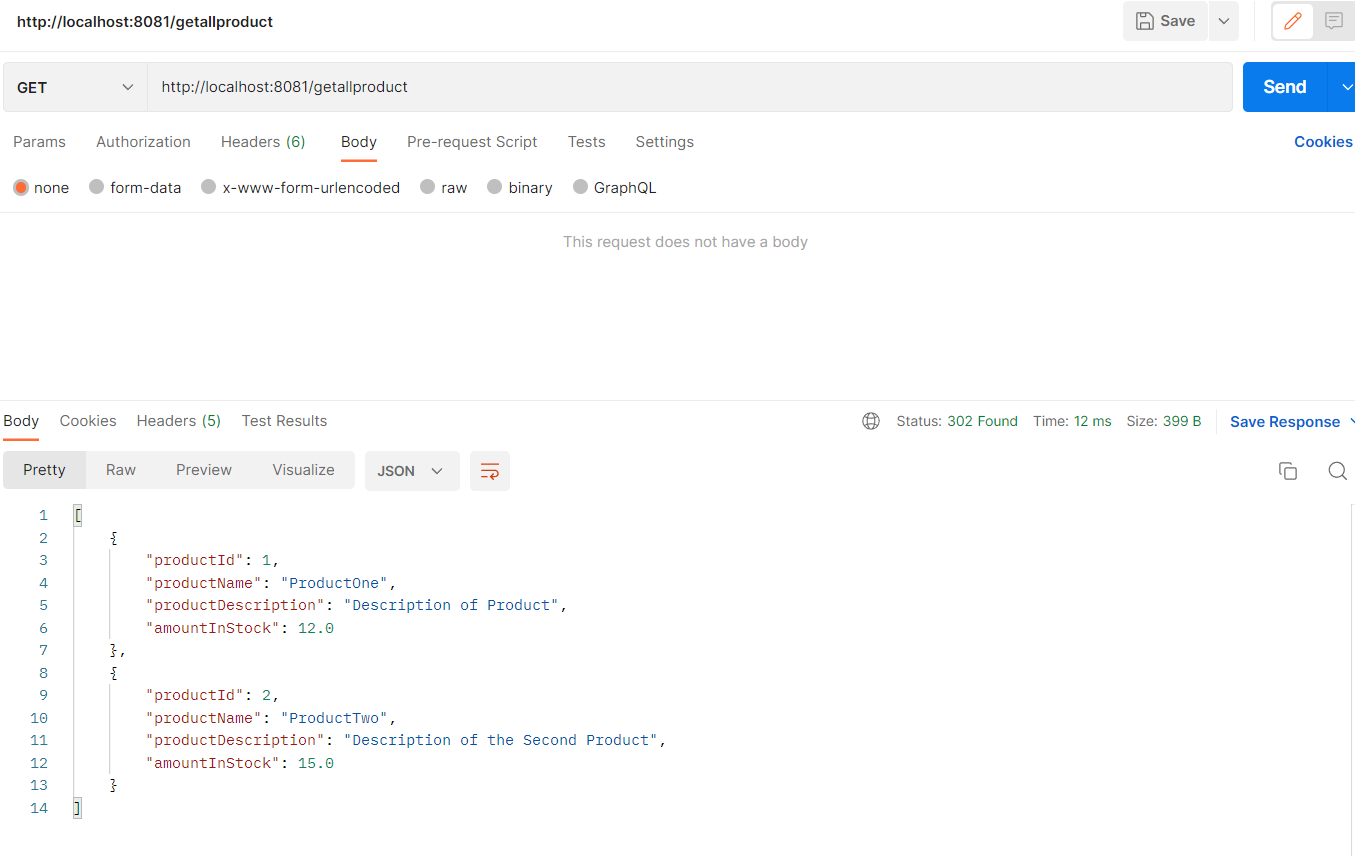 http://localhost:8081/getallproduct Save
GET http://localhost:8081/getallproduct Send
Params Authorization Headers (6) Body Pre-request Script Tests Settings Cookies
none form-data x-www-form-urlencoded raw binary GraphQL
This request does not have a body
Body Cookies Headers (5) Test Results Status: 302 Found Time: 12 ms Size: 399 B Save Response
Pretty Raw Preview Visualize JSON
1 [
2 {
3 "productId": 1,
4 "productName": "ProductOne",
5 "productDescription": "Description of Product",
6 "amountInStock": 12.0
7 },
8 {
9 "productId": 2,
10 "productName": "ProductTwo",
11 "productDescription": "Description of the Second Product",
12 "amountInStock": 15.0
13 }
14 ]